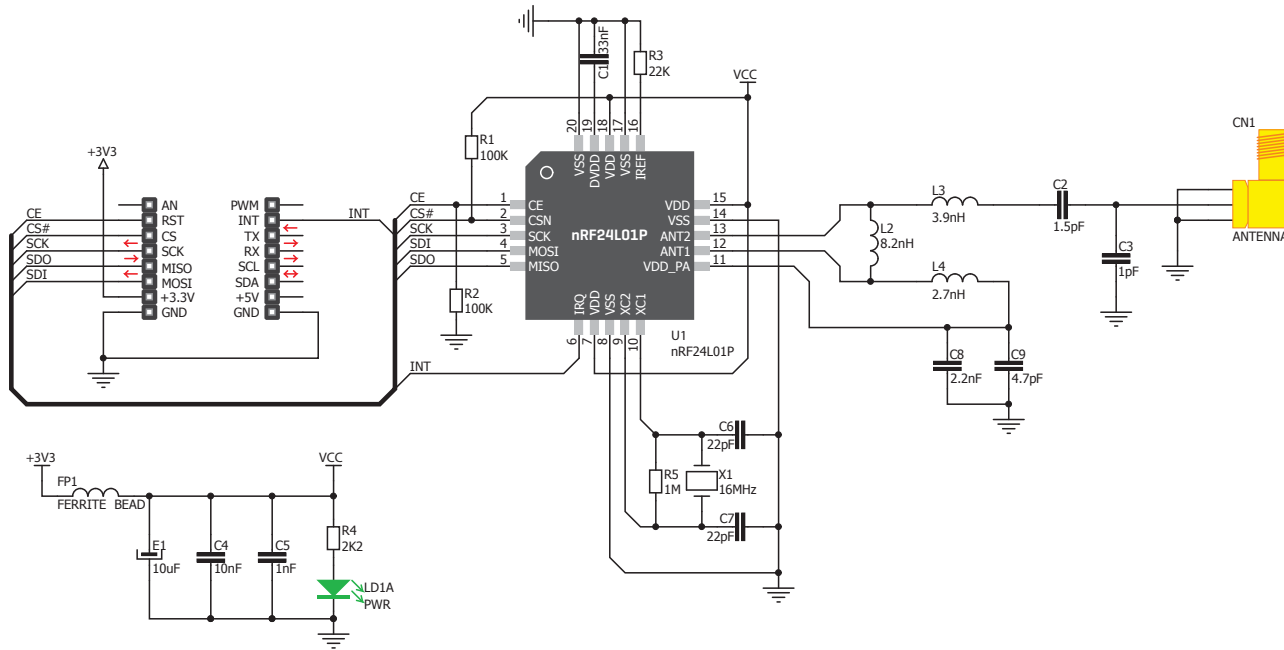 C1
33nF
R3
22K
VCC
20
19
18
17
16
VSS
DVDD
VDD
VSS
IREF
R1
100K
CN1
ANTENNA
+3V3
AN
RST
CS
SCK
MISO
MOSI
+3.3V
GND
PWM
INT
TX
RX
SCL
SDA
+5V
GND
CE
CS#
SCK
SDO
SDI
INT
CE
CS#
SCK
SDI
SDO
1
2
3
4
5
CE
CSN
SCK
MOSI
MISO
nRF24L01P
VDD
VSS
ANT2
ANT1
VDD_PA
15
14
13
12
11
IRQ
VDD
VSS
XC2
XC1
6
7
8
9
10
U1
nRF24L01P
R2
100K
INT
L3
3.9nH
L2
8.2nH
L4
2.7nH
C2
1.5pF
C3
1pF
C8
2.2nF
C9
4.7pF
C6
22pF
R5
1M
X1
16MHz
C7
22pF
+3V3
FP1
FERRITE BEAD
VCC
E1
10uF
C4
10nF
C5
1nF
R4
2K2
LD1A
PWR